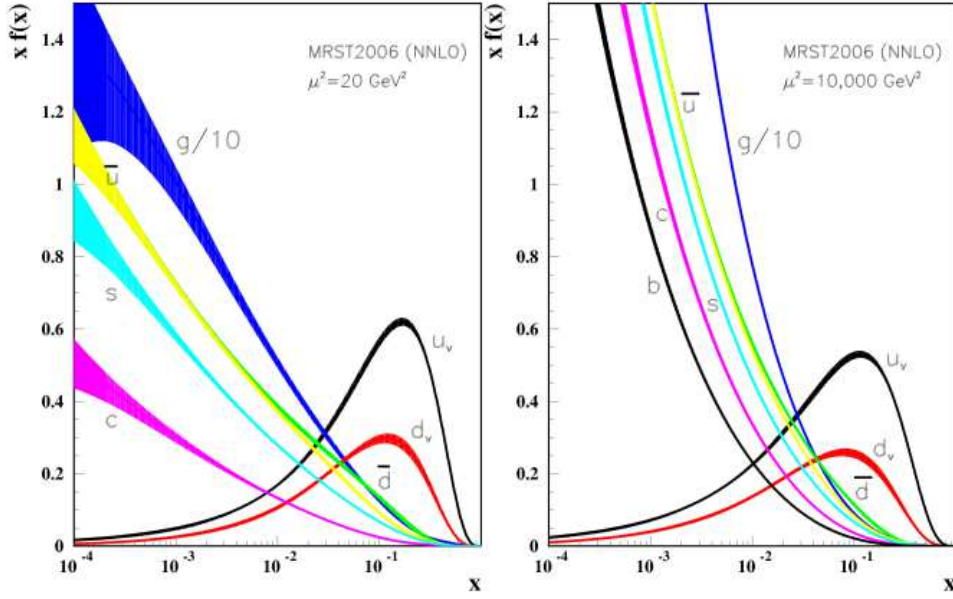 x f(x)
1.4
1.2
1
0.8
0.6
0.4
0.2
0
MRST2006 (NNLO)
μ²=20 GeV²
g/10
u̅
s
c
u_v
d_v
d̅
10⁻⁴
10⁻³
10⁻²
10⁻¹
x
x f(x)
1.4
1.2
1
0.8
0.6
0.4
0.2
0
MRST2006 (NNLO)
μ²=10,000 GeV²
u̅
g/10
c
b
s
u_v
d_v
d̅
10⁻⁴
10⁻³
10⁻²
10⁻¹
x